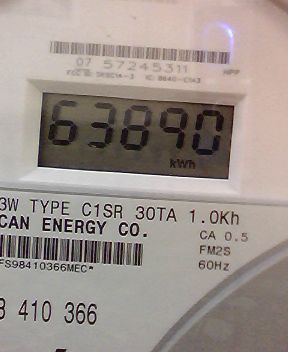 07 57245311
63890
kWh
3W TYPE C1SR 30TA 1.0Kh
CAN ENERGY CO.
CA 0.5
FM2S
FS98410366MEC*
60Hz
3 410 366